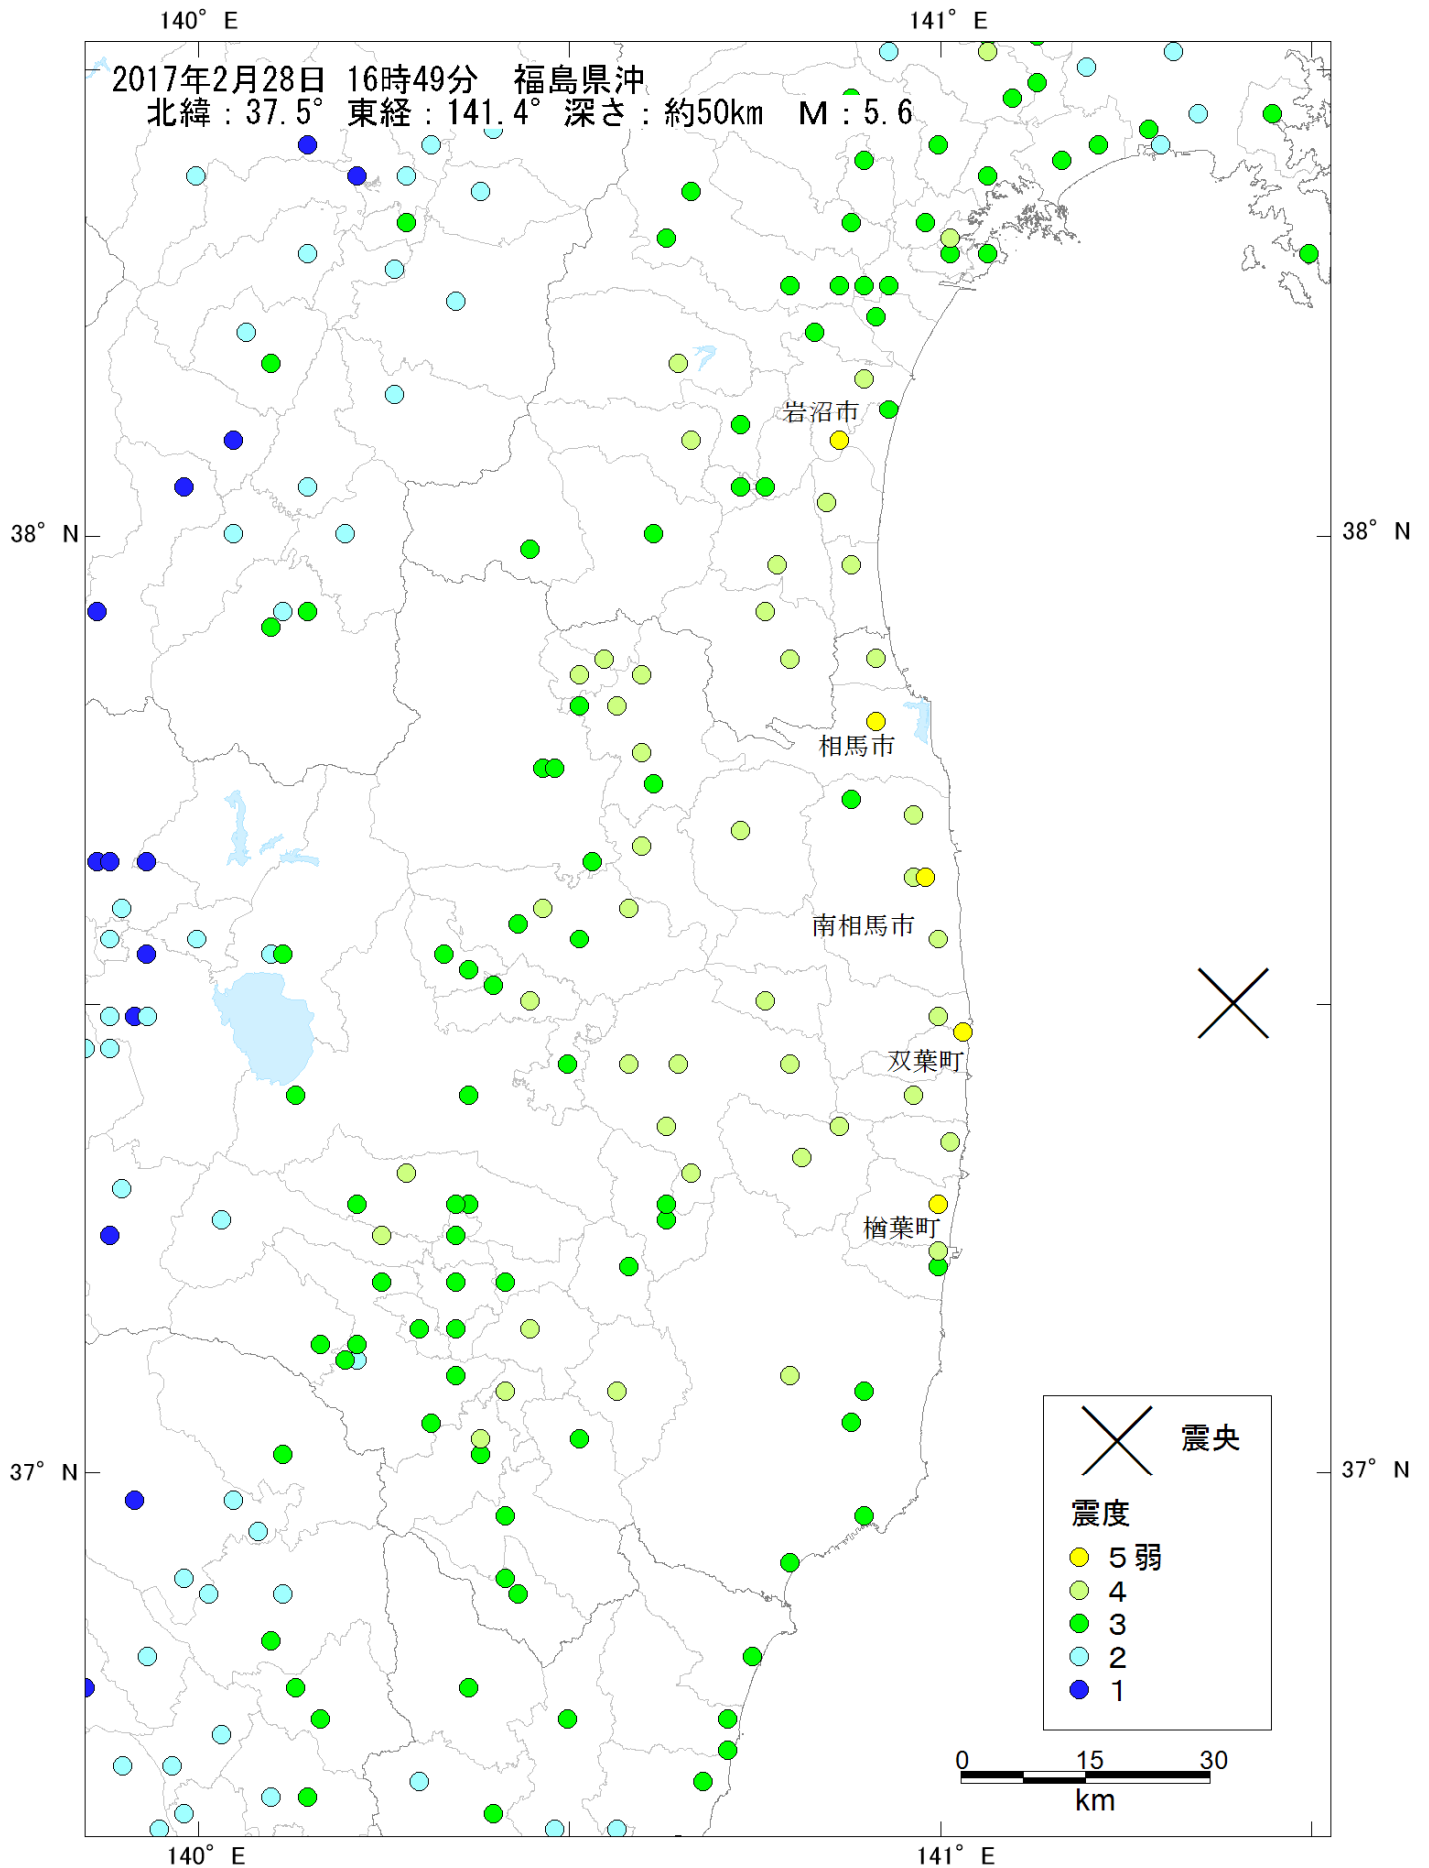 140° E
141° E
2017年2月28日 16時49分 福島県沖
北緯：37.5° 東経：141.4° 深さ：約50km M：5.6
岩沼市
38° N
38° N
相馬市
南相馬市
双葉町
楢葉町
震央
37° N
37° N
震度
５弱
４
３
２
１
0 15 30
km
140° E
141° E